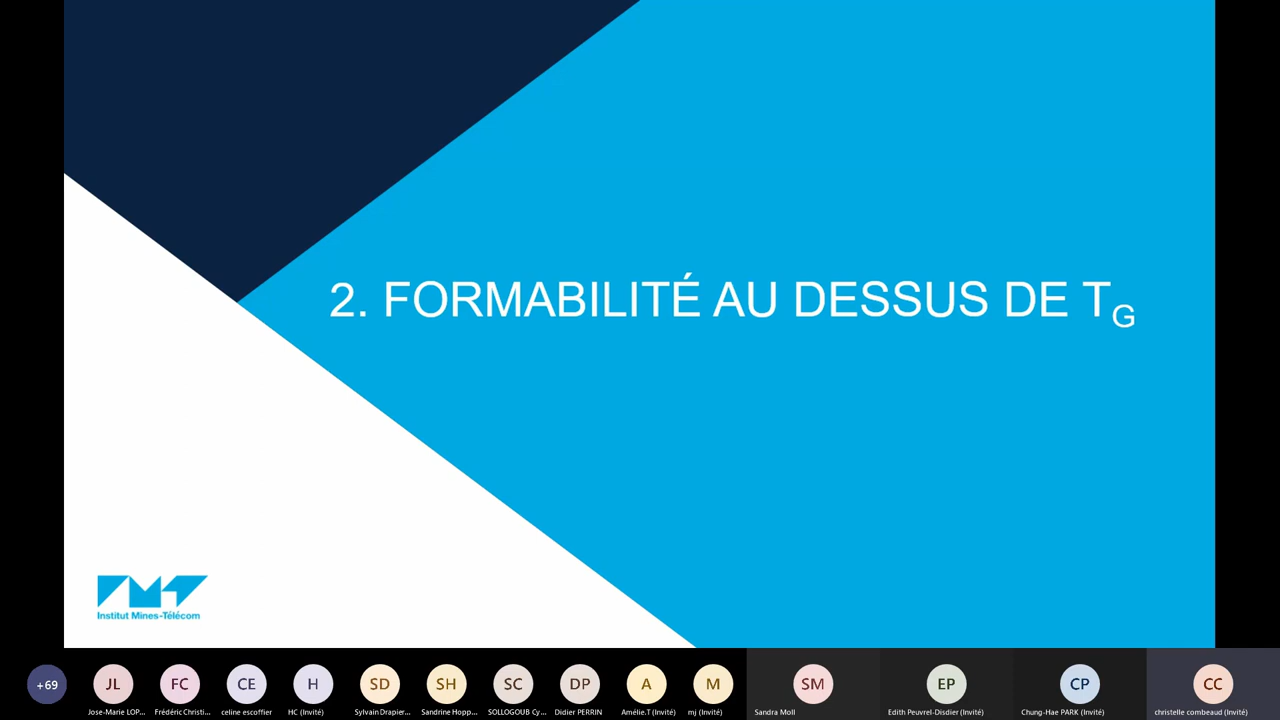 2. FORMABILITÉ AU DESSUS DE TG
Institut Mines-Télécom
+69
JL
FC
CE
H
SD
SH
SC
DP
A
M
SM
EP
CP
CC
Jose-Marie LOP...
Frédéric Christi...
celine escoffier
HC (Invité)
Sylvain Drapier...
Sandrine Hopp...
SOLLOGOUB Cy...
Didier PERRIN
Amélie.T (Invité)
mj (Invité)
Sandra Moll
Edith Peuvrel-Disdier (Invité)
Chung-Hae PARK (Invité)
christelle combeaud (Invité)